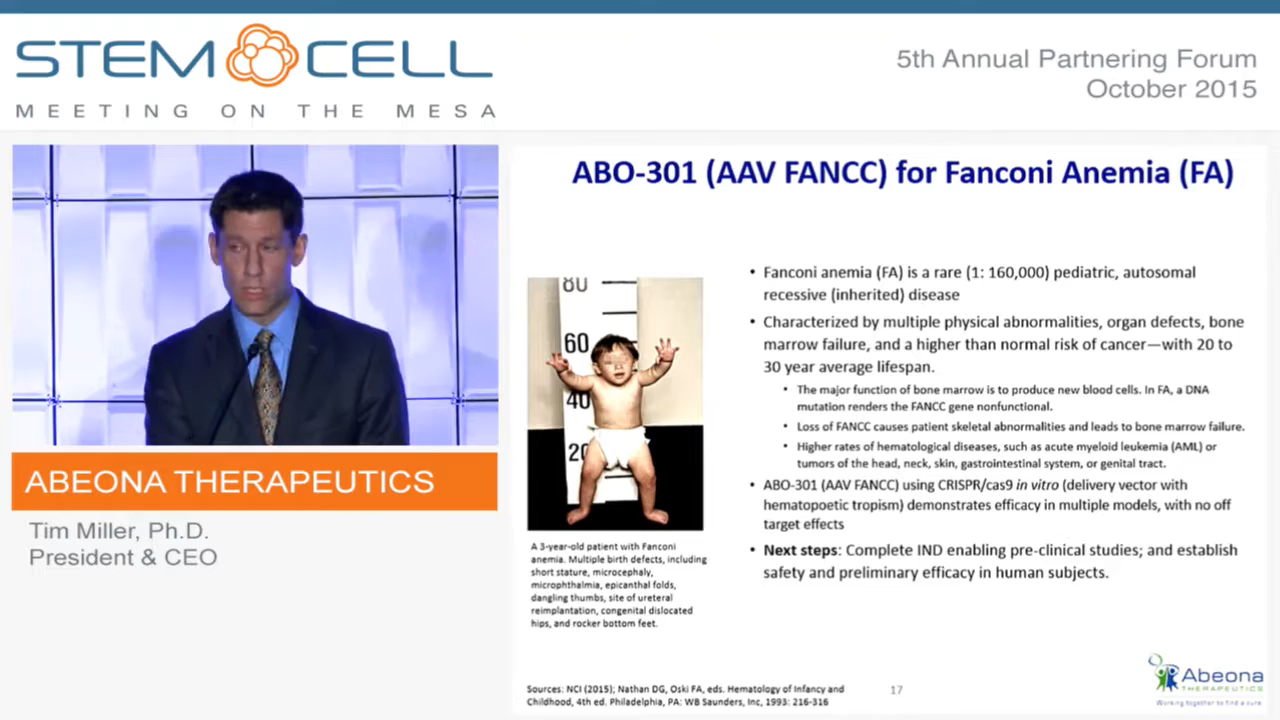 STEM CELL
MEETING ON THE MESA
5th Annual Partnering Forum
October 2015
ABEONA THERAPEUTICS
Tim Miller, Ph.D.
President & CEO
ABO-301 (AAV FANCC) for Fanconi Anemia (FA)
80
60
40
20
A 3-year-old patient with Fanconi
anemia. Multiple birth defects, including
short stature, microcephaly,
microphthalmia, epicanthal folds,
dangling thumbs, site of ureteral
reimplantation, congenital dislocated
hips, and rocker bottom feet.
• Fanconi anemia (FA) is a rare (1: 160,000) pediatric, autosomal
recessive (inherited) disease
• Characterized by multiple physical abnormalities, organ defects, bone
marrow failure, and a higher than normal risk of cancer—with 20 to
30 year average lifespan.
• The major function of bone marrow is to produce new blood cells. In FA, a DNA
mutation renders the FANCC gene nonfunctional.
• Loss of FANCC causes patient skeletal abnormalities and leads to bone marrow failure.
• Higher rates of hematological diseases, such as acute myeloid leukemia (AML) or
tumors of the head, neck, skin, gastrointestinal system, or genital tract.
• ABO-301 (AAV FANCC) using CRISPR/cas9 in vitro (delivery vector with
hematopoetic tropism) demonstrates efficacy in multiple models, with no off
target effects
• Next steps: Complete IND enabling pre-clinical studies; and establish
safety and preliminary efficacy in human subjects.
Sources: NCI (2015); Nathan DG, Oski FA, eds. Hematology of Infancy and
Childhood, 4th ed. Philadelphia, PA: WB Saunders, Inc, 1993: 216-316
17
Abeona
THERAPEUTICS
Working together to find a cure